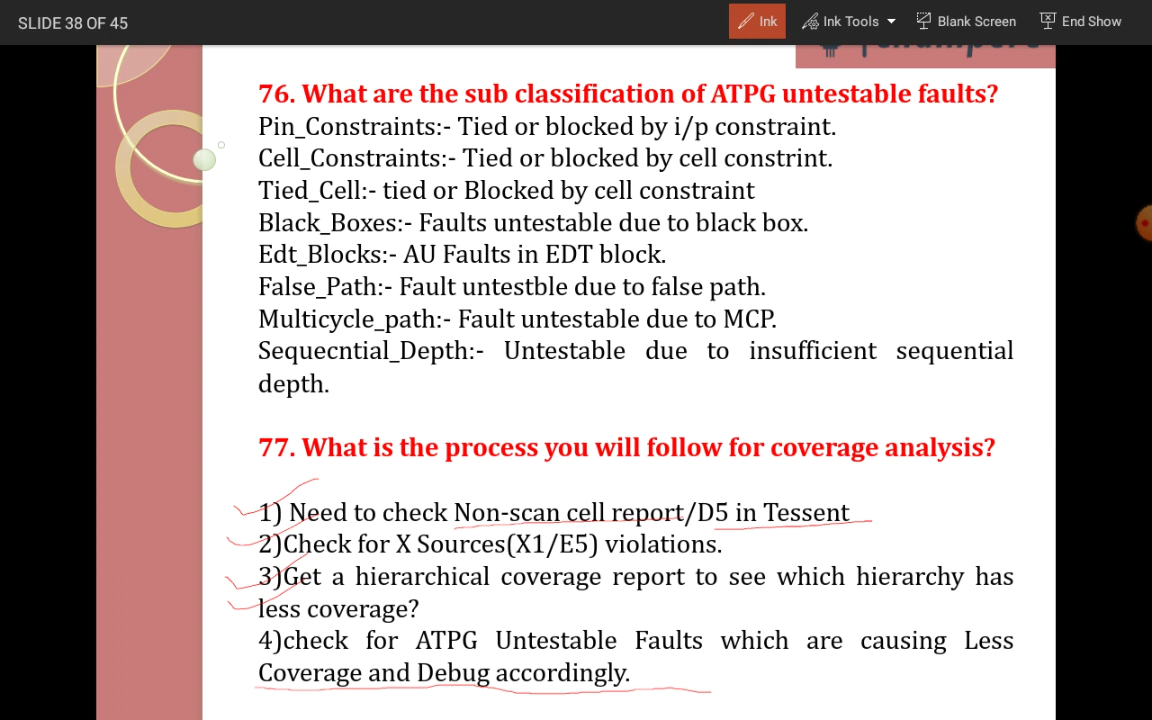 SLIDE 38 OF 45
Ink
Ink Tools
Blank Screen
End Show
76. What are the sub classification of ATPG untestable faults?
Pin_Constraints:- Tied or blocked by i/p constraint.
Cell_Constraints:- Tied or blocked by cell constrint.
Tied_Cell:- tied or Blocked by cell constraint
Black_Boxes:- Faults untestable due to black box.
Edt_Blocks:- AU Faults in EDT block.
False_Path:- Fault untestble due to false path.
Multicycle_path:- Fault untestable due to MCP.
Sequecntial_Depth:- Untestable due to insufficient sequential
depth.
77. What is the process you will follow for coverage analysis?
1) Need to check Non-scan cell report/D5 in Tessent
2)Check for X Sources(X1/E5) violations.
3)Get a hierarchical coverage report to see which hierarchy has
less coverage?
4)check for ATPG Untestable Faults which are causing Less
Coverage and Debug accordingly.